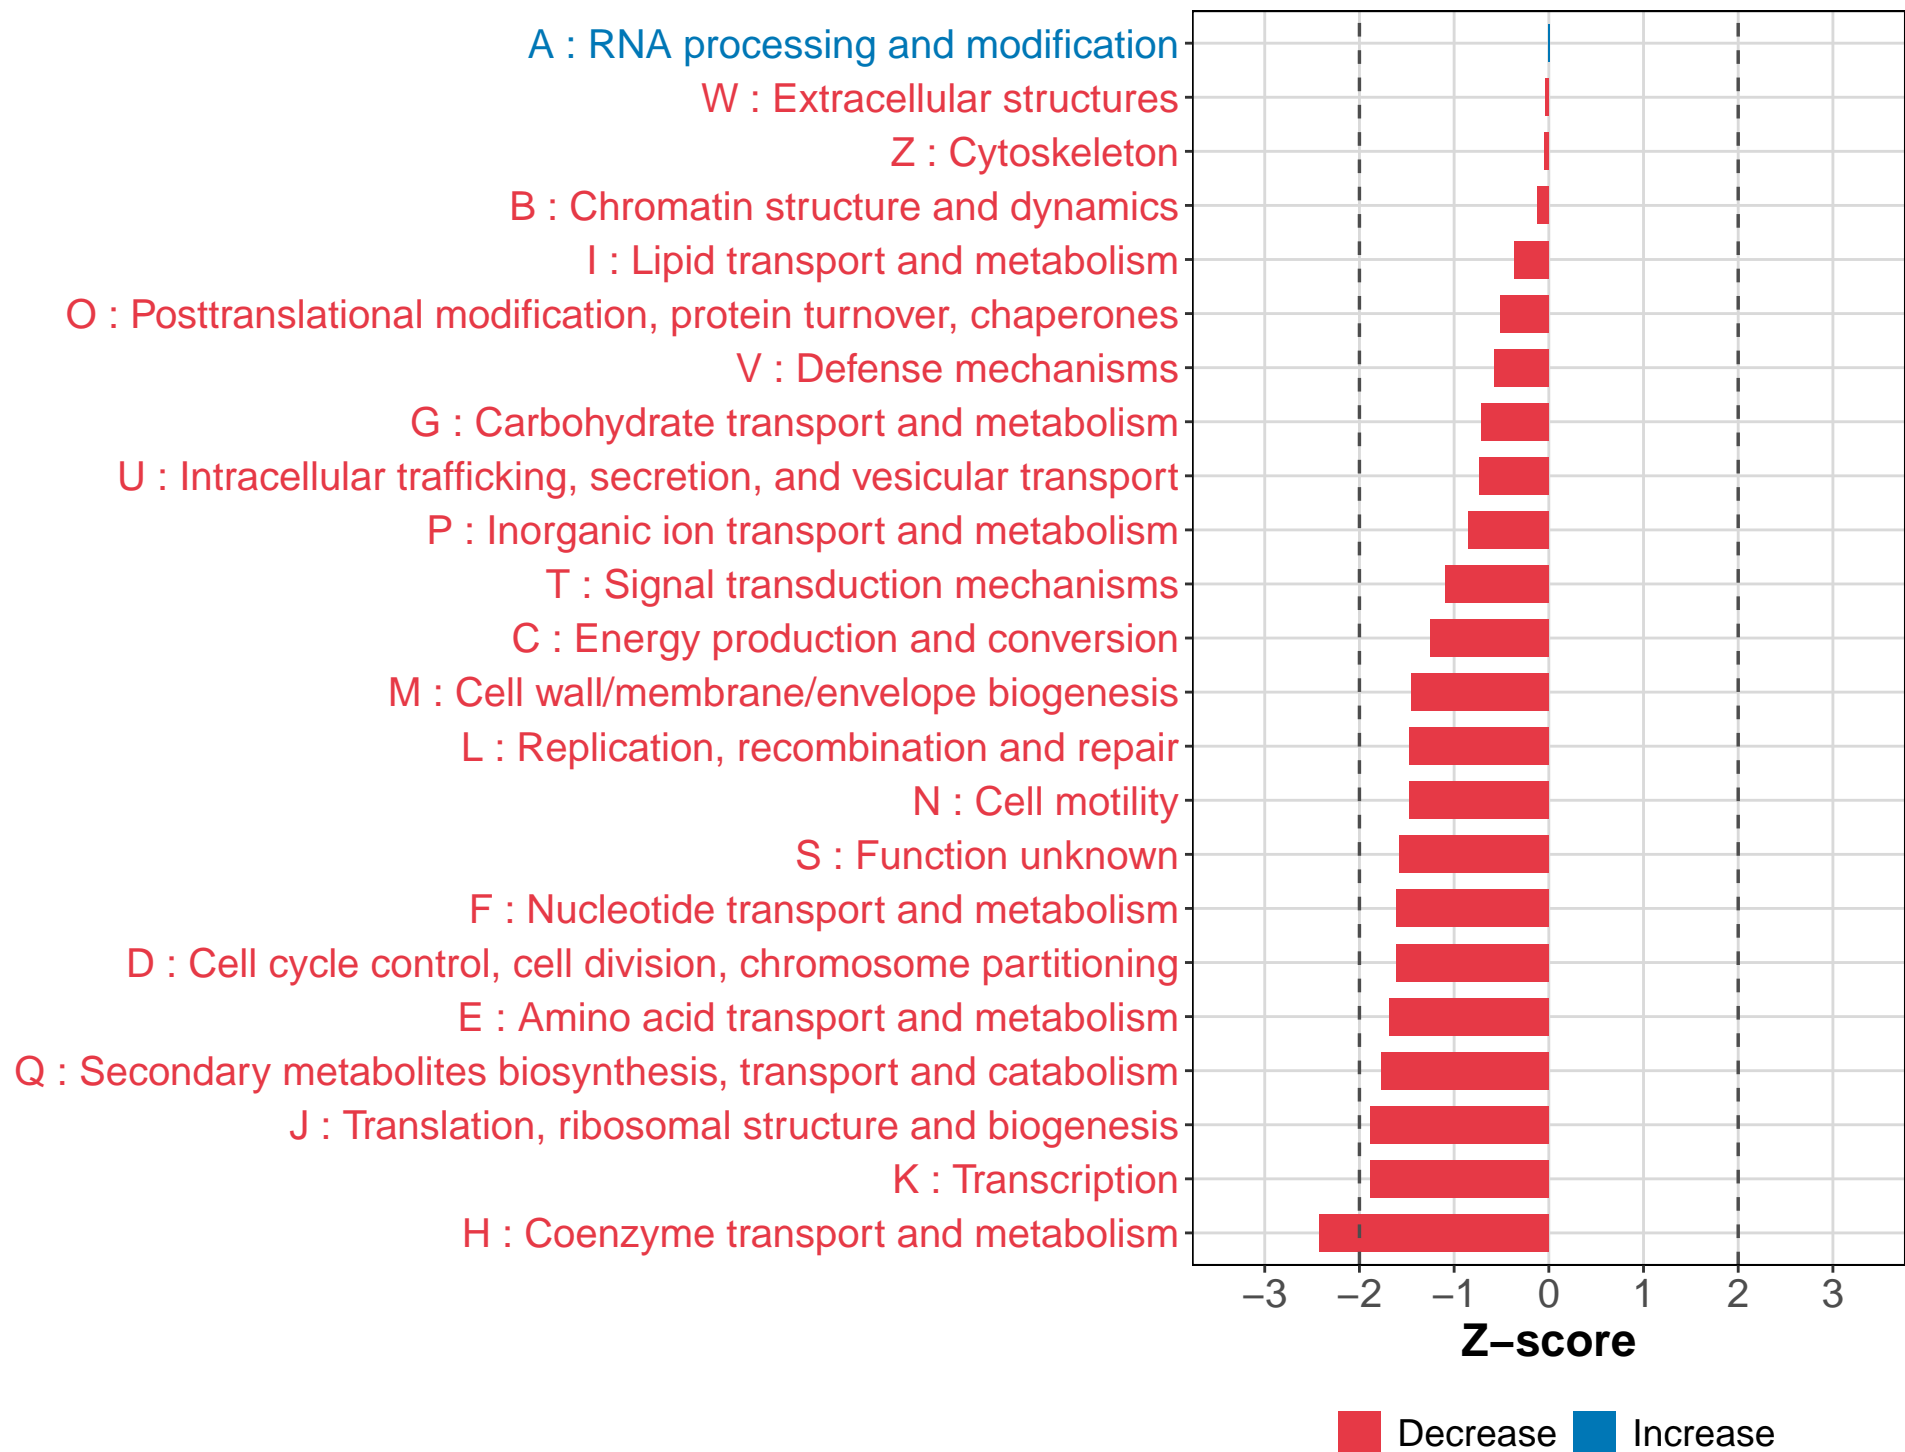 A : RNA processing and modification
W : Extracellular structures
Z : Cytoskeleton
B : Chromatin structure and dynamics
I : Lipid transport and metabolism
O : Posttranslational modification, protein turnover, chaperones
V : Defense mechanisms
G : Carbohydrate transport and metabolism
U : Intracellular trafficking, secretion, and vesicular transport
P : Inorganic ion transport and metabolism
T : Signal transduction mechanisms
C : Energy production and conversion
M : Cell wall/membrane/envelope biogenesis
L : Replication, recombination and repair
N : Cell motility
S : Function unknown
F : Nucleotide transport and metabolism
D : Cell cycle control, cell division, chromosome partitioning
E : Amino acid transport and metabolism
Q : Secondary metabolites biosynthesis, transport and catabolism
J : Translation, ribosomal structure and biogenesis
K : Transcription
H : Coenzyme transport and metabolism
−3 −2 −1 0 1 2 3
Z−score
Decrease Increase